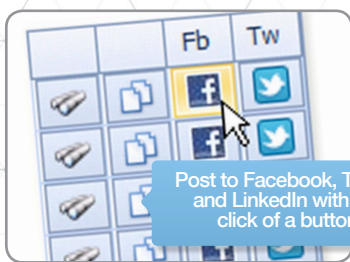 Fb Tw
Post to Facebook, T
and LinkedIn with
click of a butto